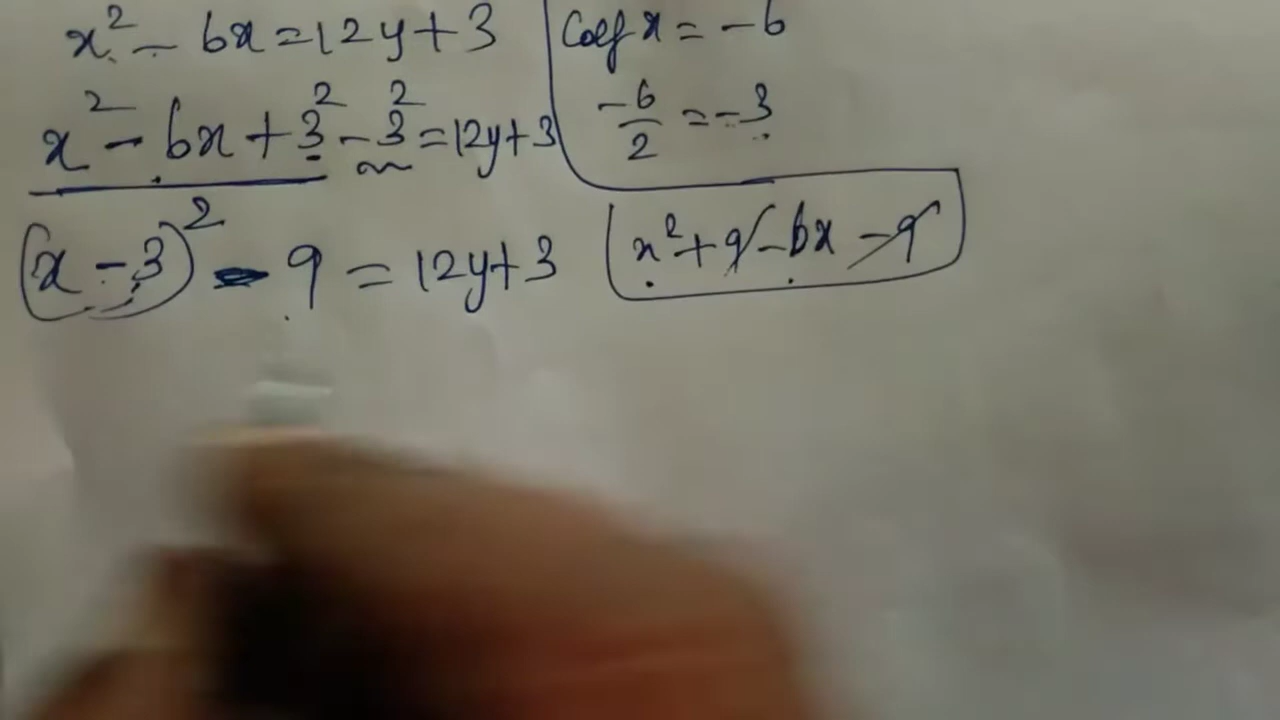 x² - 6x = 12y + 3
x² - 6x + 3² - 3² = 12y + 3
(x - 3)² - 9 = 12y + 3
Coef x = -6
-6/2 = -3
x² + 9 - 6x - 9